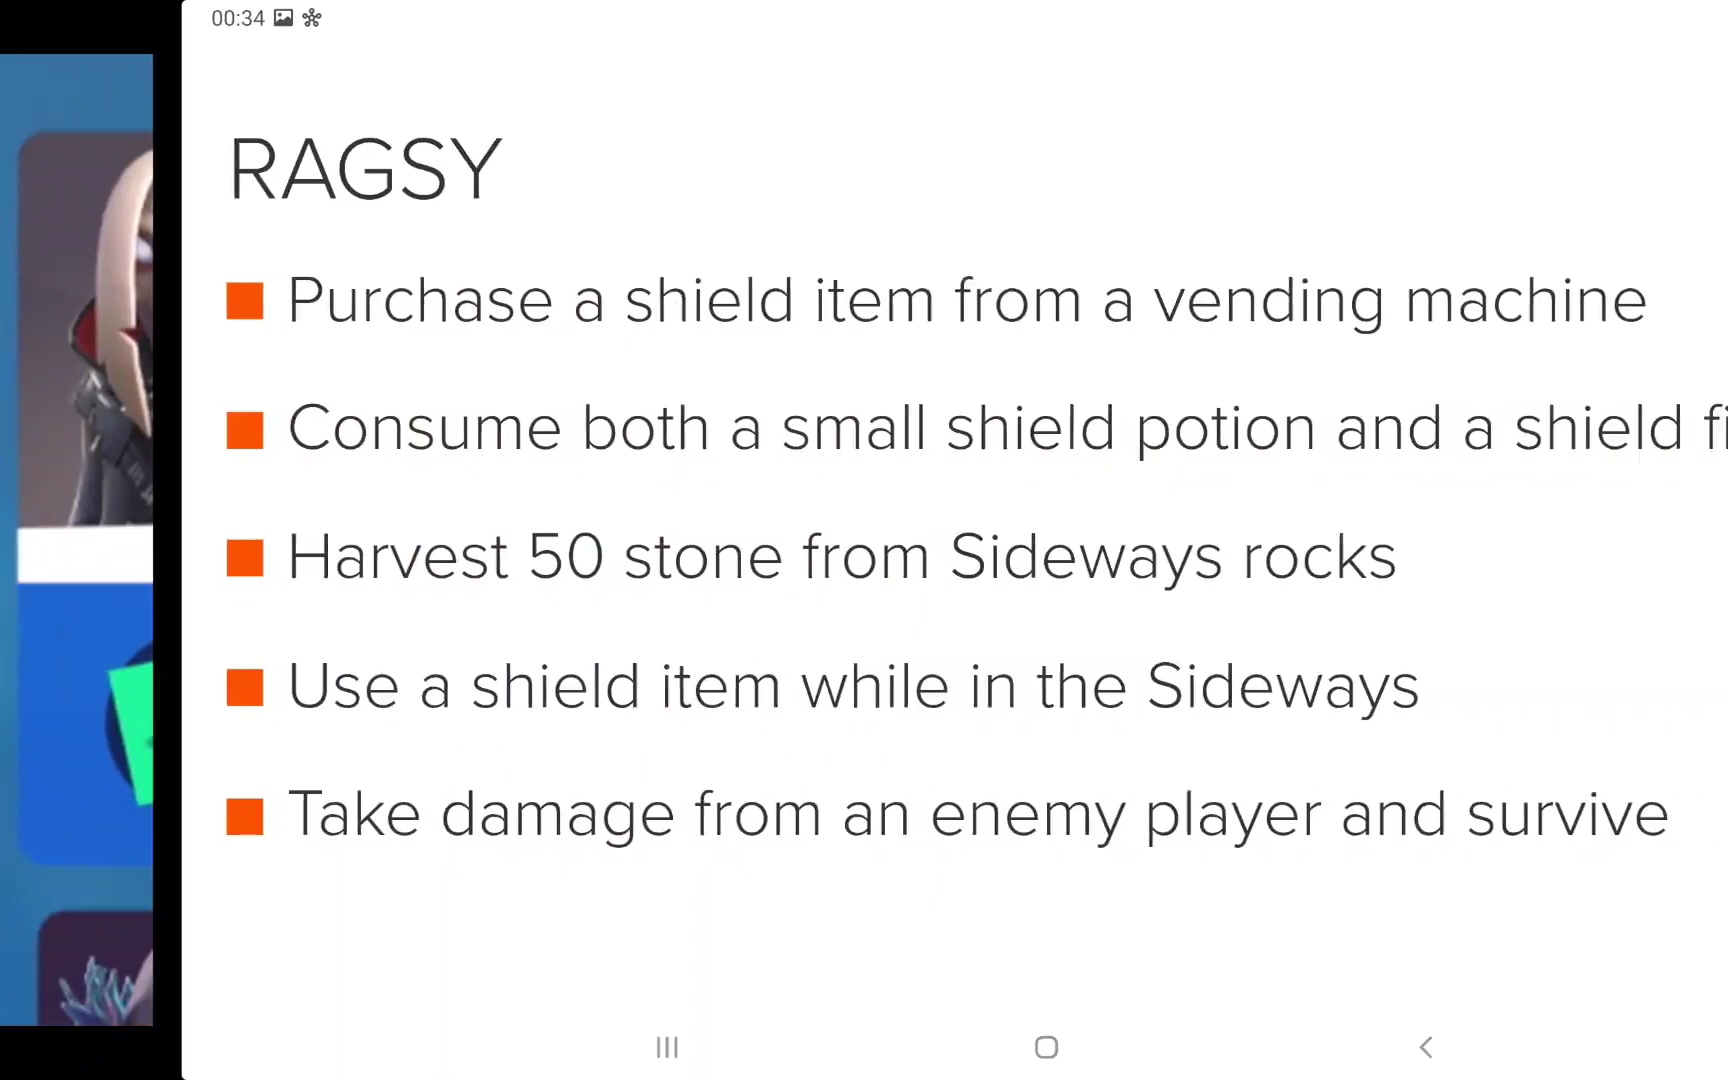 00:34
RAGSY
Purchase a shield item from a vending machine
Consume both a small shield potion and a shield fi
Harvest 50 stone from Sideways rocks
Use a shield item while in the Sideways
Take damage from an enemy player and survive